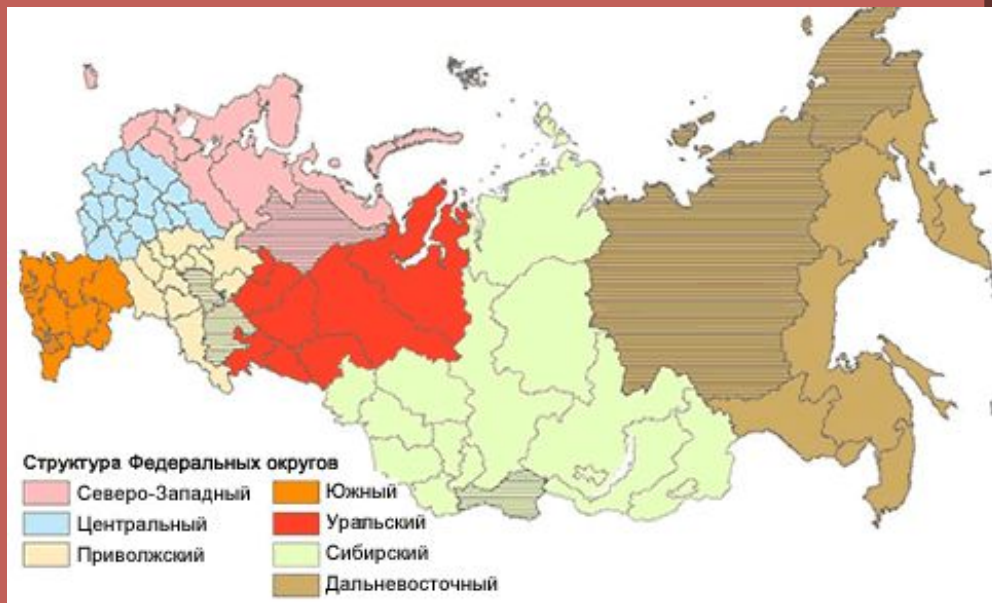 Структура Федеральных округов
Северо-Западный
Центральный
Приволжский
Южный
Уральский
Сибирский
Дальневосточный